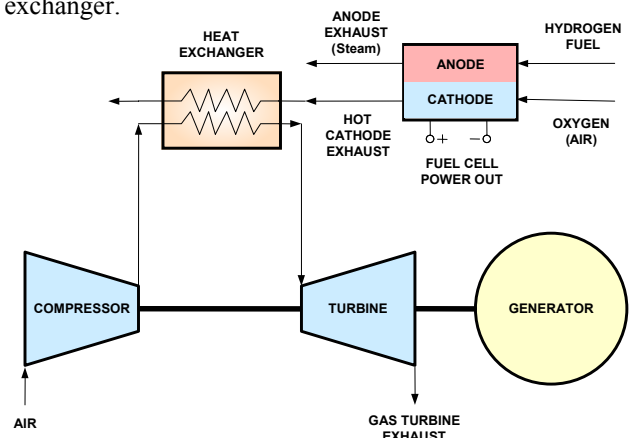 exchanger.
ANODE
EXHAUST
(Steam)
HYDROGEN
FUEL
HEAT
EXCHANGER
ANODE
CATHODE
HOT
CATHODE
EXHAUST
OXYGEN
(AIR)
+
–
FUEL CELL
POWER OUT
COMPRESSOR
TURBINE
GENERATOR
AIR
GAS TURBINE
EXHAUST